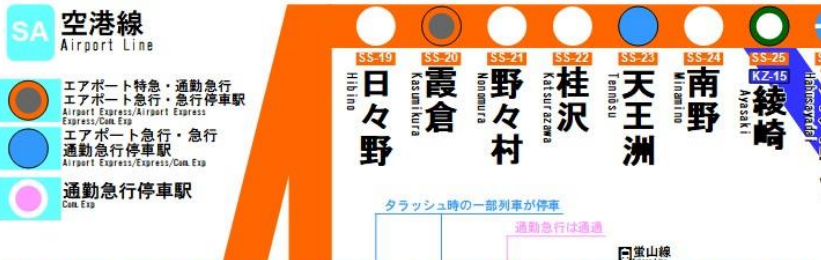 SA 空港線
Airport Line
エアポート特急・通勤急行
エアポート急行・急行停車駅
Airport Express/Airport Express
Express/Com.Exp
エアポート急行・急行
通勤急行停車駅
Airport Express/Express/Com.Exp
通勤急行停車駅
Com.Exp
SS-19
日々野
Hibino
SS-20
霞倉
Kasumikura
SS-21
野々村
Nonomura
SS-22
桂沢
Katsurazawa
SS-23
天王洲
Tennōsu
SS-24
南野
Minamino
SS-25
KZ-15
綾崎
Ayasaki
タラッシュ時の一部列車が停車
通勤急行は通過
蛍山線